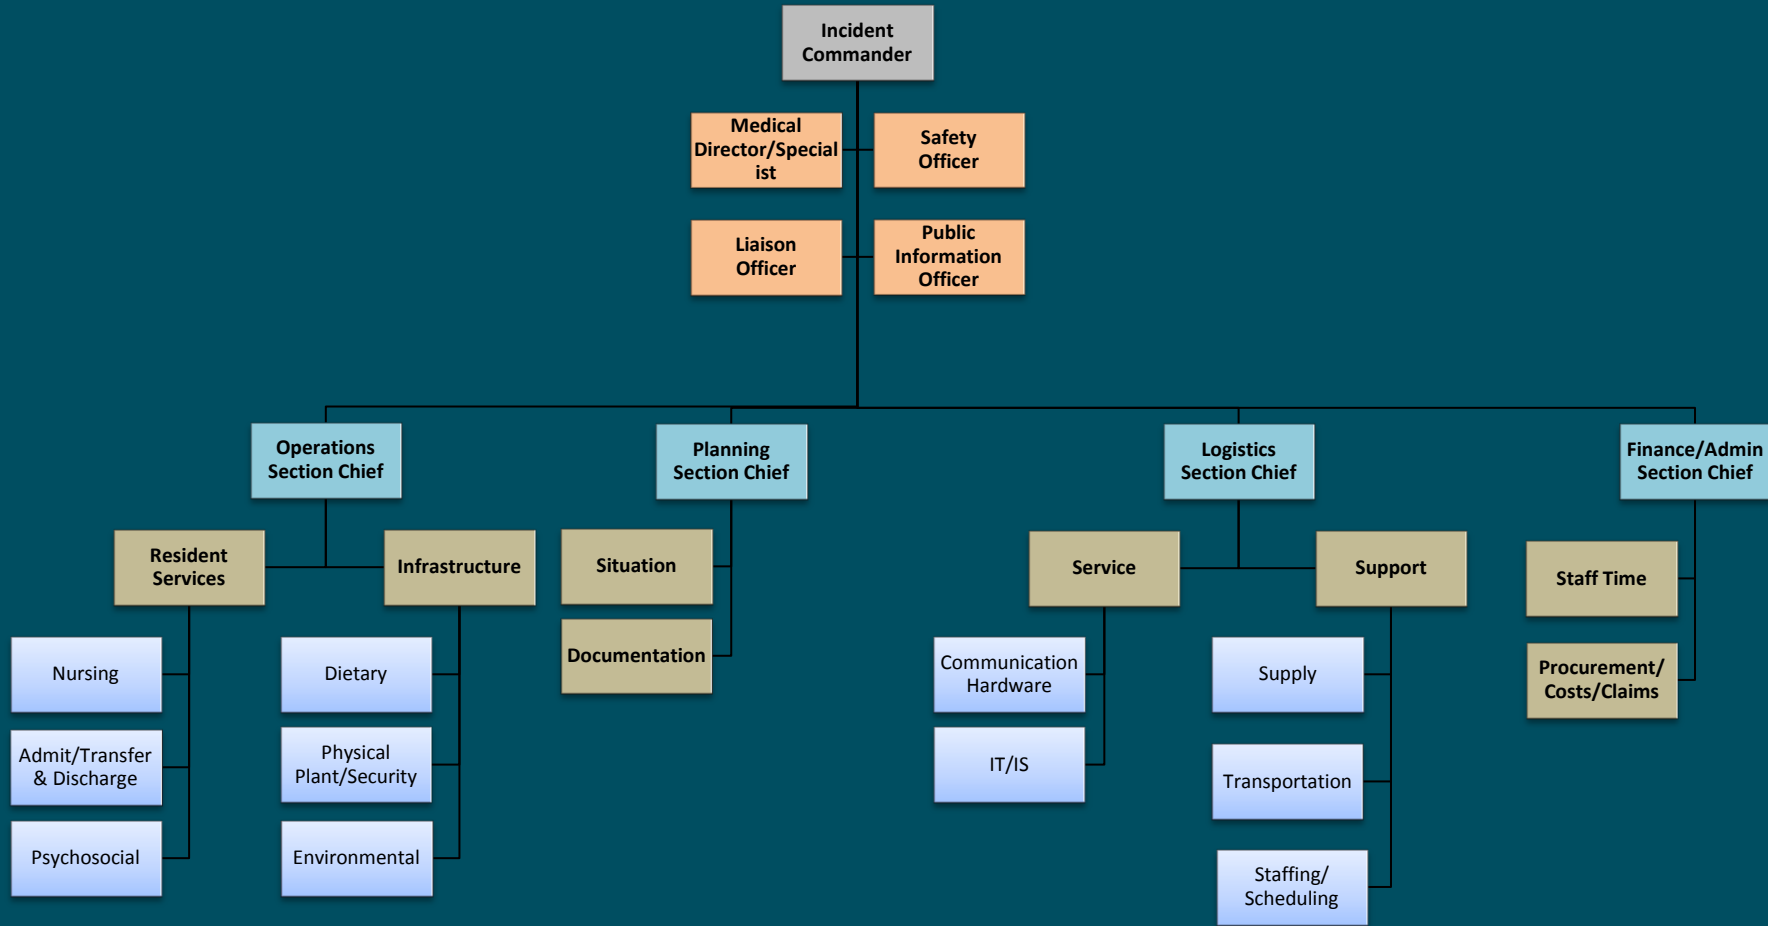 Incident
Commander
Medical
Director/Special
ist
Safety
Officer
Liaison
Officer
Public
Information
Officer
Operations
Section Chief
Planning
Section Chief
Logistics
Section Chief
Finance/Admin
Section Chief
Resident
Services
Infrastructure
Situation
Documentation
Service
Support
Staff Time
Procurement/
Costs/Claims
Nursing
Admit/Transfer
& Discharge
Psychosocial
Dietary
Physical
Plant/Security
Environmental
Communication
Hardware
IT/IS
Supply
Transportation
Staffing/
Scheduling